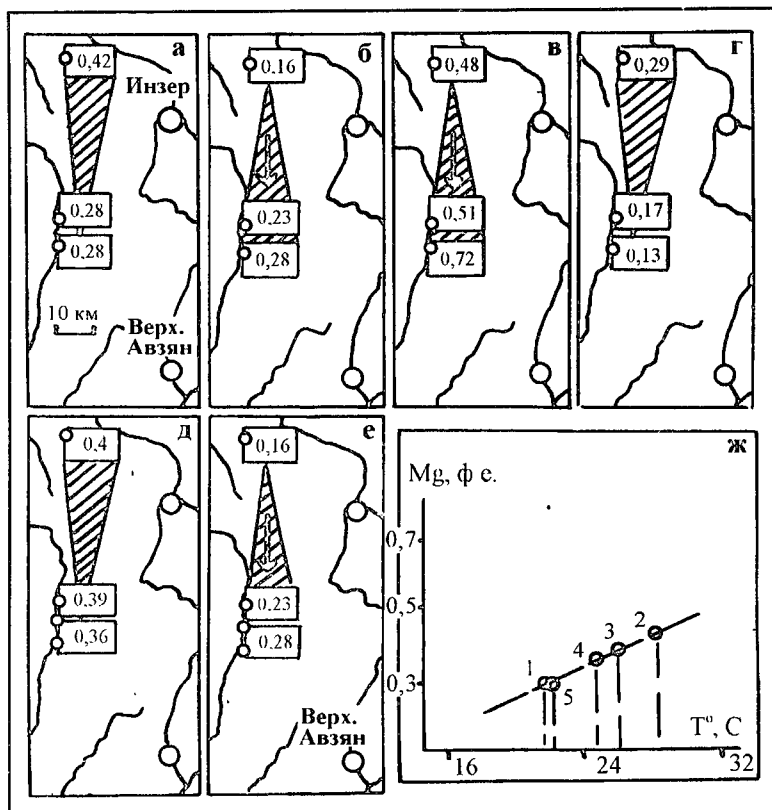 а
0,42
Инзер
0,28
0,28
10 км
Верх.
Авзян
б
0,16
0,23
0,28
в
0,48
0,51
0,72
г
0,29
0,17
0,13
д
0,4
0,39
0,36
е
0,16
0,23
0,28
Верх.
Авзян
ж
Mg, ф е.
0,7
0,5
0,3
1
5
4
3
2
T°, C
16
24
32